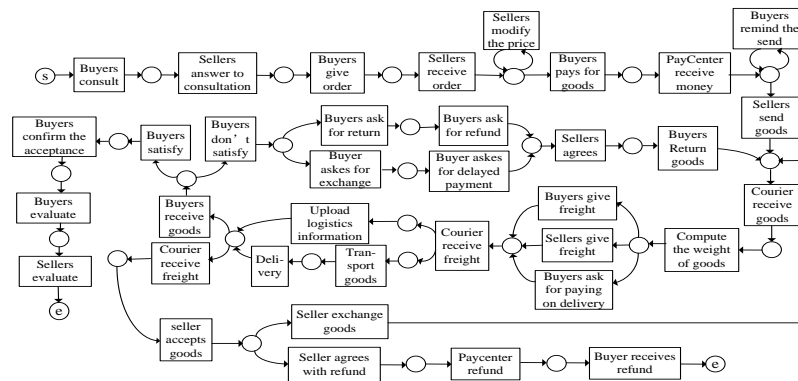 Sellers
modify
the price
Buyers
remind the
send
s
Buyers
consult
Sellers
answer to
consultation
Buyers
give
order
Sellers
receive
order
Buyers
pays for
goods
PayCenter
receive
money
Sellers
send
goods
Buyers
confirm the
acceptance
Buyers
satisfy
Buyers
don't
satisfy
Buyers ask
for return
Buyers ask
for refund
Buyer
askes for
exchange
Buyer askes
for delayed
payment
Sellers
agrees
Buyers
Return
goods
Courier
receive
goods
Buyers
evaluate
Sellers
evaluate
e
Buyers
receive
goods
Courier
receive
freight
Upload
logistics
information
Deli-
very
Tran-
sport
goods
Courier
receive
freight
Buyers give
freight
Sellers give
freight
Buyers ask
for paying
on delivery
Compute
the weight
of goods
seller
accepts
goods
Seller exchange
goods
Seller agrees
with refund
Paycenter
refund
Buyer receives
refund
e